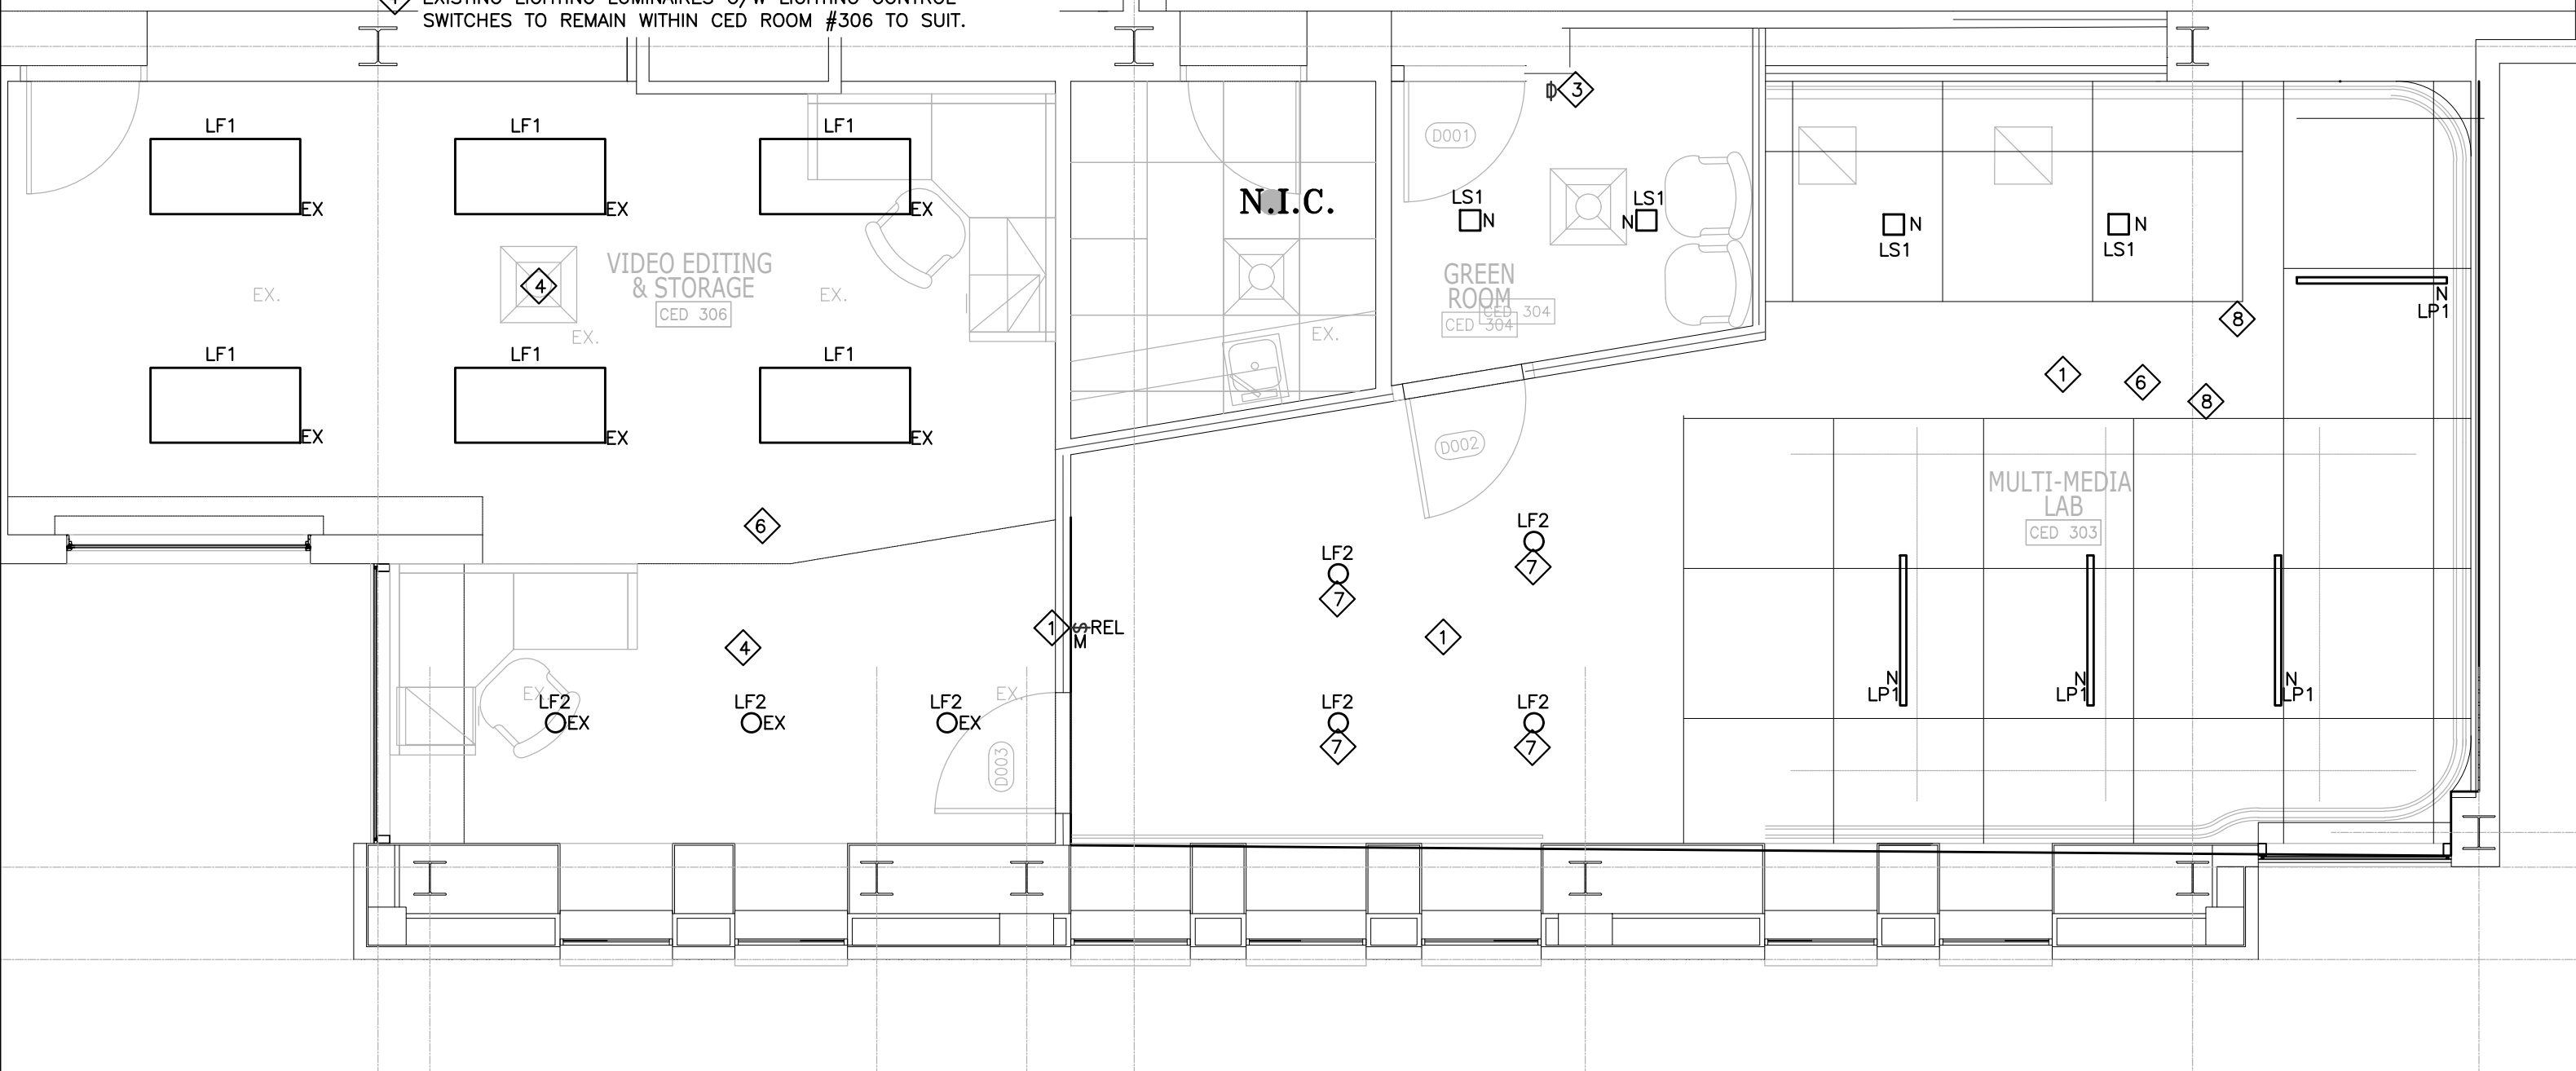 EXISTING LIGHTING LUMINAIRES C/W LIGHTING CONTROL
SWITCHES TO REMAIN WITHIN CED ROOM #306 TO SUIT.
3
D001
LF1
LF1
LF1
EX
EX
EX
N.I.C.
LS1
N
LS1
N
N
LS1
N
LS1
VIDEO EDITING
& STORAGE
CED 306
4
EX.
EX.
EX.
GREEN
ROOM
CED 304
CED 304
EX.
N
LP1
8
LF1
LF1
LF1
EX
EX
EX
1
6
8
D002
MULTI-MEDIA
LAB
CED 303
6
LF2
7
LF2
7
4
1
S
M
REL
1
EX.
EX.
LF2
EX
LF2
EX
LF2
EX
D003
LF2
7
LF2
7
N
LP1
N
LP1
N
LP1